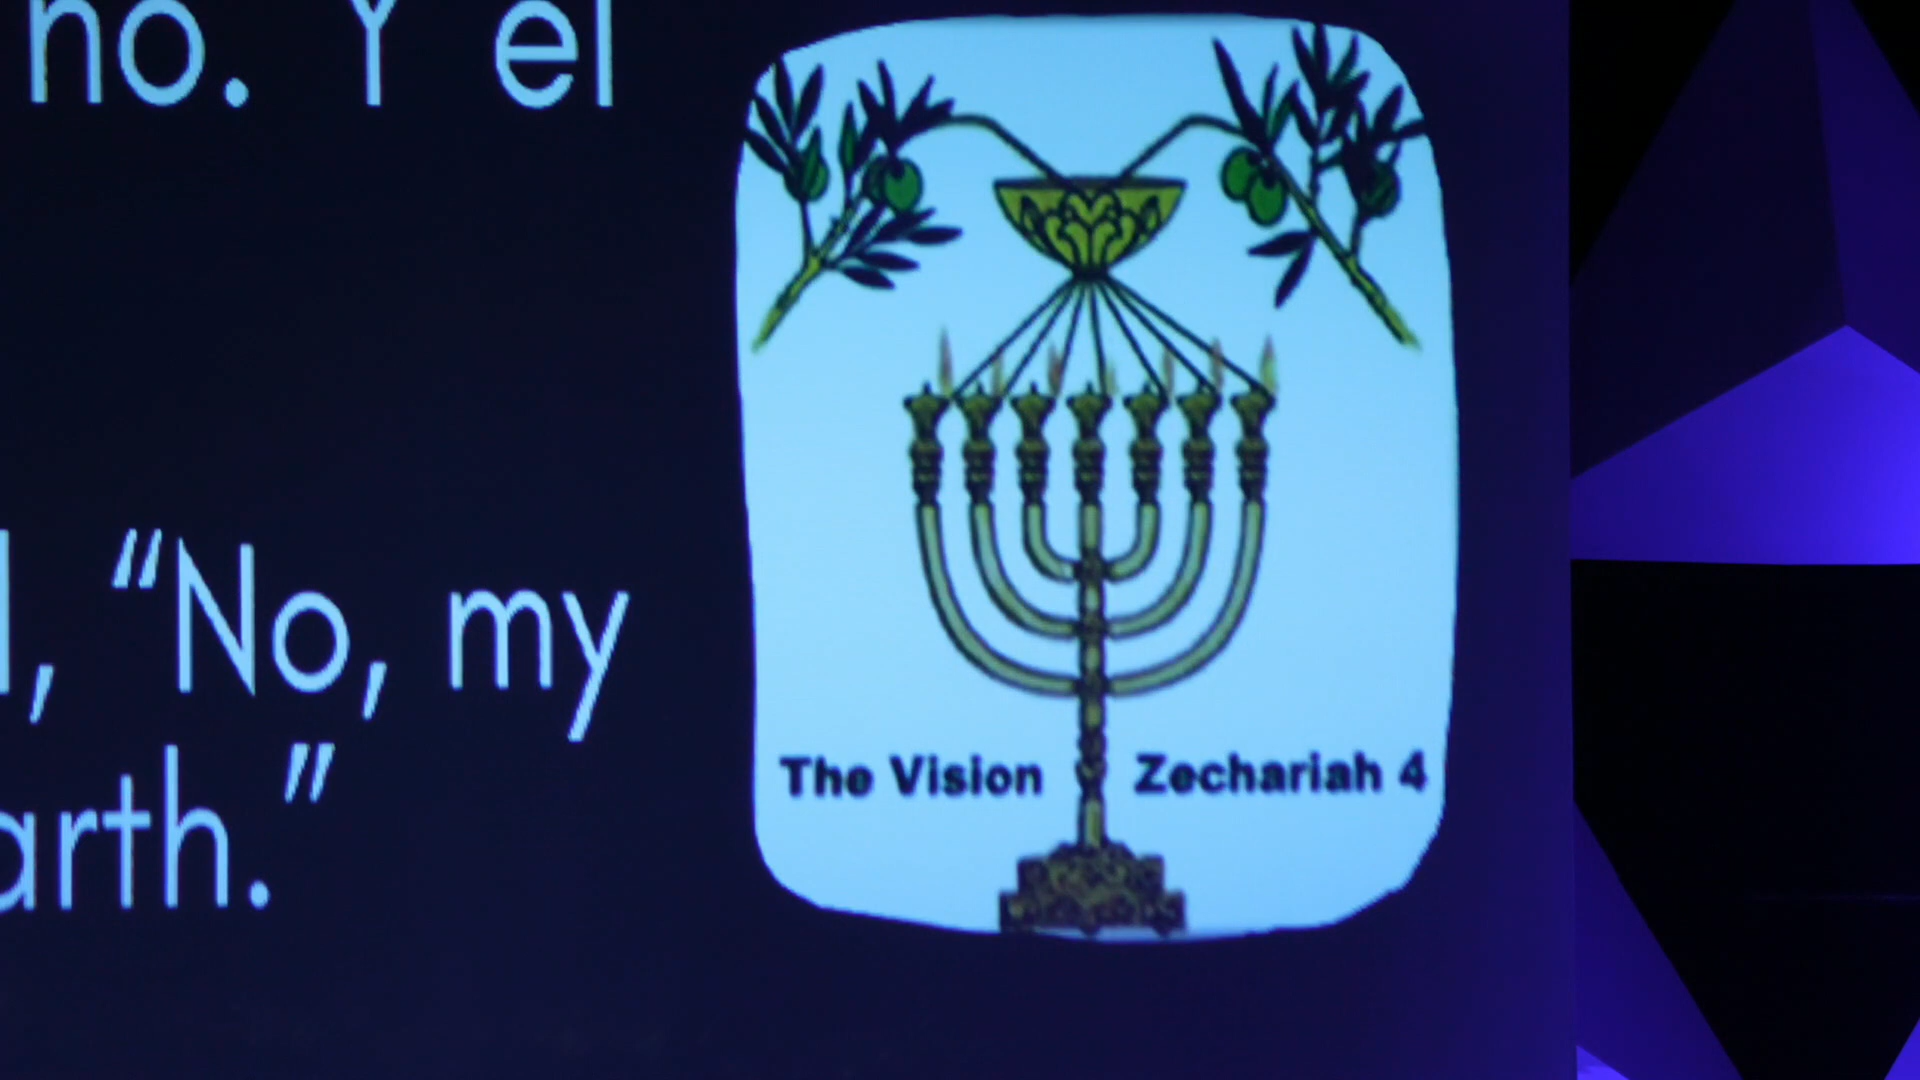 no. Y el
, “No, my
arth.”
The Vision Zechariah 4